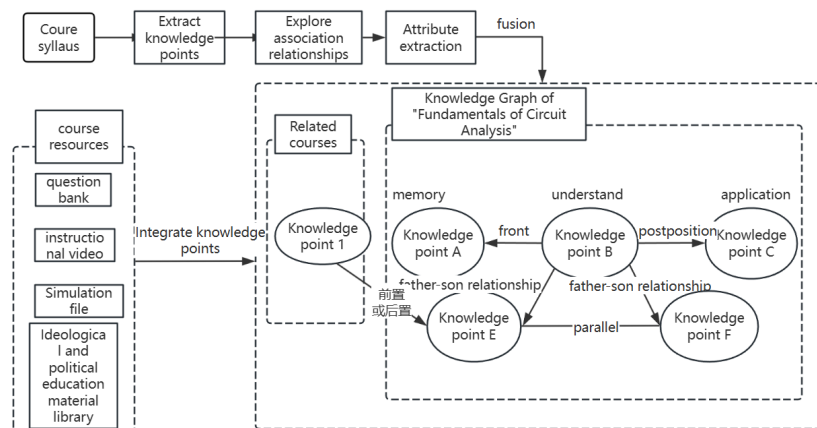 Coure
syllaus
Extract
knowledge
points
Explore
association
relationships
Attribute
extraction
fusion
Knowledge Graph of
"Fundamentals of Circuit
Analysis"
course
resources
Related
courses
question
bank
memory
understand
application
instructio
nal video
Integrate knowledge
points
Knowledge
point 1
Knowledge
point A
front
Knowledge
point B
postposition
Knowledge
point C
Simulation
file
前置
或后置
father-son relationship
father-son relationship
Ideologica
l and
political
education
material
library
Knowledge
point E
parallel
Knowledge
point F